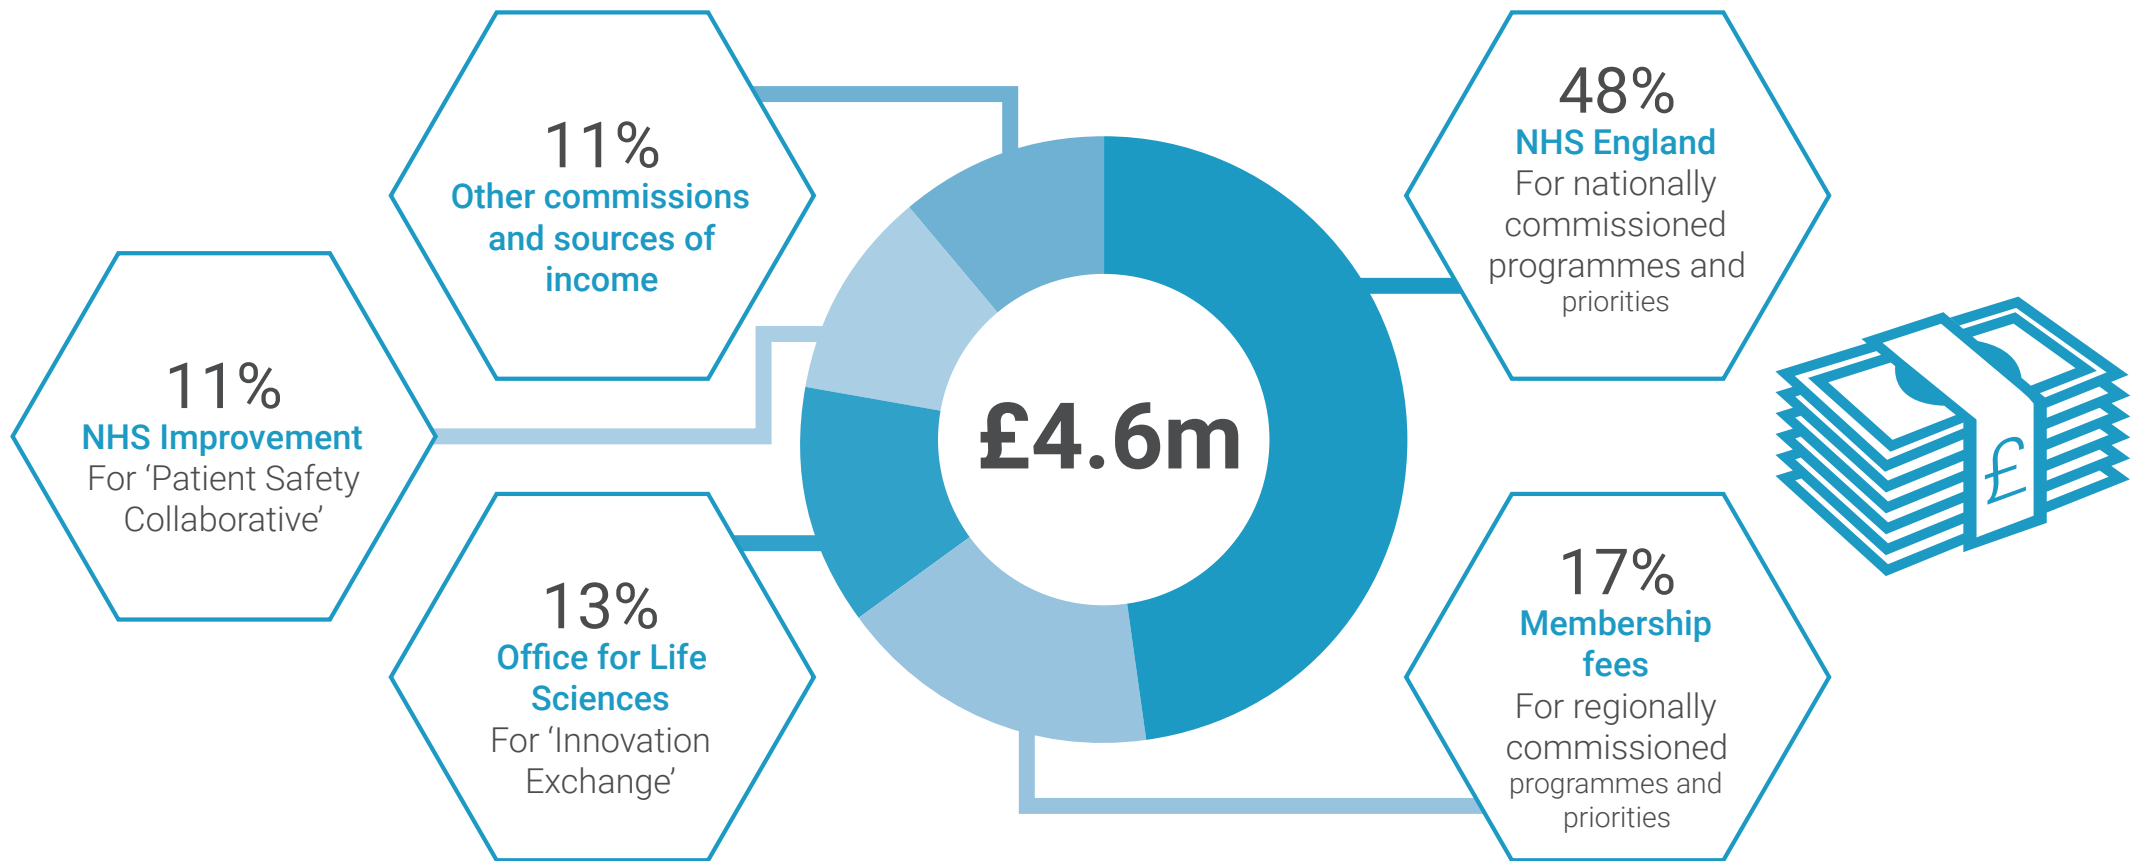 11%
Other commissions
and sources of
income
48%
NHS England
For nationally
commissioned
programmes and
priorities
11%
NHS Improvement
For ‘Patient Safety
Collaborative’
£4.6m
£
13%
Office for Life
Sciences
For ‘Innovation
Exchange’
17%
Membership
fees
For regionally
commissioned
programmes and
priorities